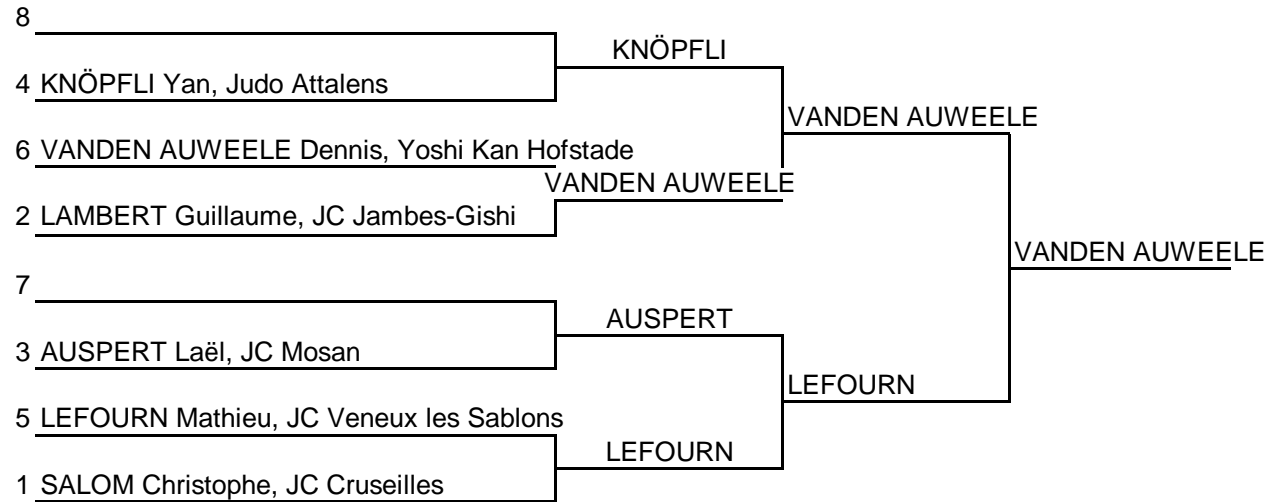 8
KNÖPFLI
4 KNÖPFLI Yan, Judo Attalens
VANDEN AUWEELE
6 VANDEN AUWEELE Dennis, Yoshi Kan Hofstade
VANDEN AUWEELE
2 LAMBERT Guillaume, JC Jambes-Gishi
VANDEN AUWEELE
7
AUSPERT
3 AUSPERT Laël, JC Mosan
LEFOURN
5 LEFOURN Mathieu, JC Veneux les Sablons
LEFOURN
1 SALOM Christophe, JC Cruseilles